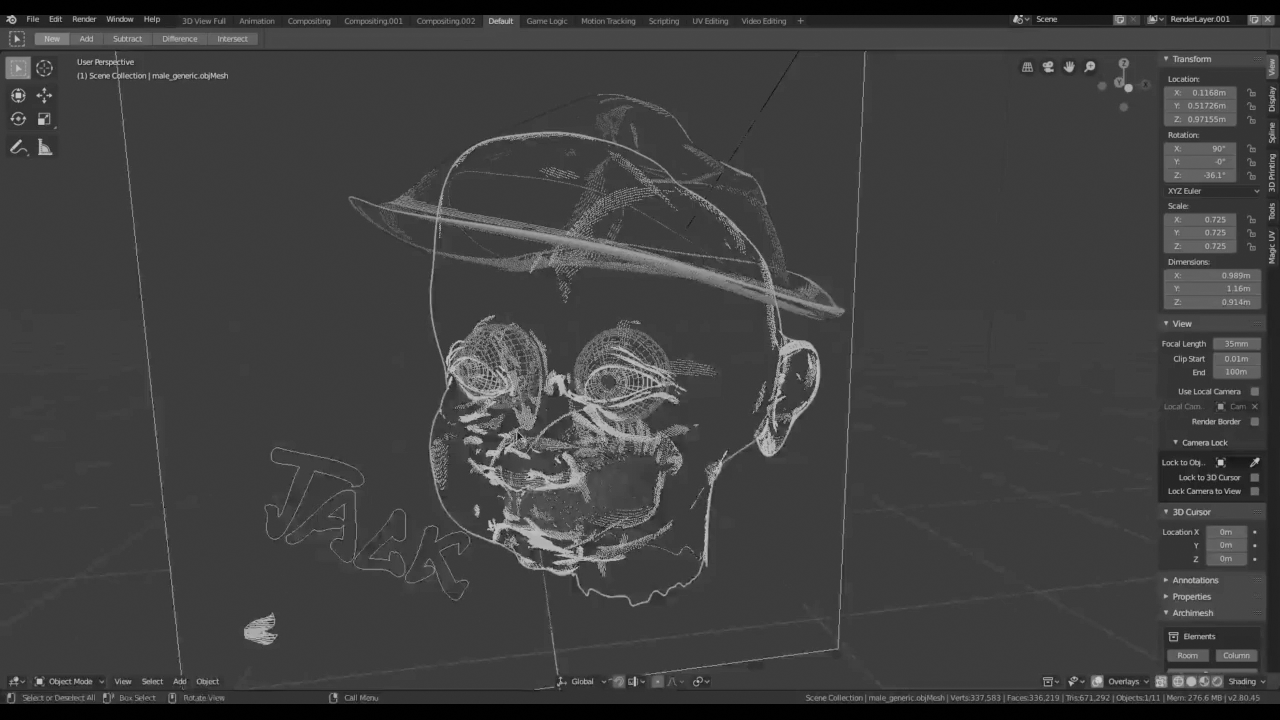 File Edit Render Window Help 3D View Full Animation Compositing Compositing.001 Compositing.002 Default Game Logic Motion Tracking Scripting UV Editing Video Editing + Scene RenderLayer.001
New Add Subtract Difference Intersect
User Perspective
(1) Scene Collection | male_generic.objMesh
Transform
Location:
X: 0.1168m
Y: 0.51726m
Z: 0.97155m
Rotation:
X: 90°
Y: -0°
Z: -36.1°
XYZ Euler
Scale:
X: 0.725
Y: 0.725
Z: 0.725
Dimensions:
X: 0.989m
Y: 1.16m
Z: 0.914m
View
Focal Length 35mm
Clip Start 0.01m
End 100m
Use Local Camera
Local Cam. Cam
Render Border
Camera Lock
Lock to Obj..
Lock to 3D Cursor
Lock Camera to View
3D Cursor
Location X 0m
Y 0m
Z 0m
Annotations
Properties
Archimesh
Elements
Room Column
View
Display
Spline
3D Printing
Tools
Magic UV
Z
Y
JACK
Object Mode View Select Add Object Global Overlays Shading
Select or Deselect All Box Select Rotate View Call Menu Scene Collection | male_generic.objMesh | Verts:337,583 | Faces:336,219 | Tris:671,292 | Objects:1/11 | Mem: 276.6 MB | v2.80.45